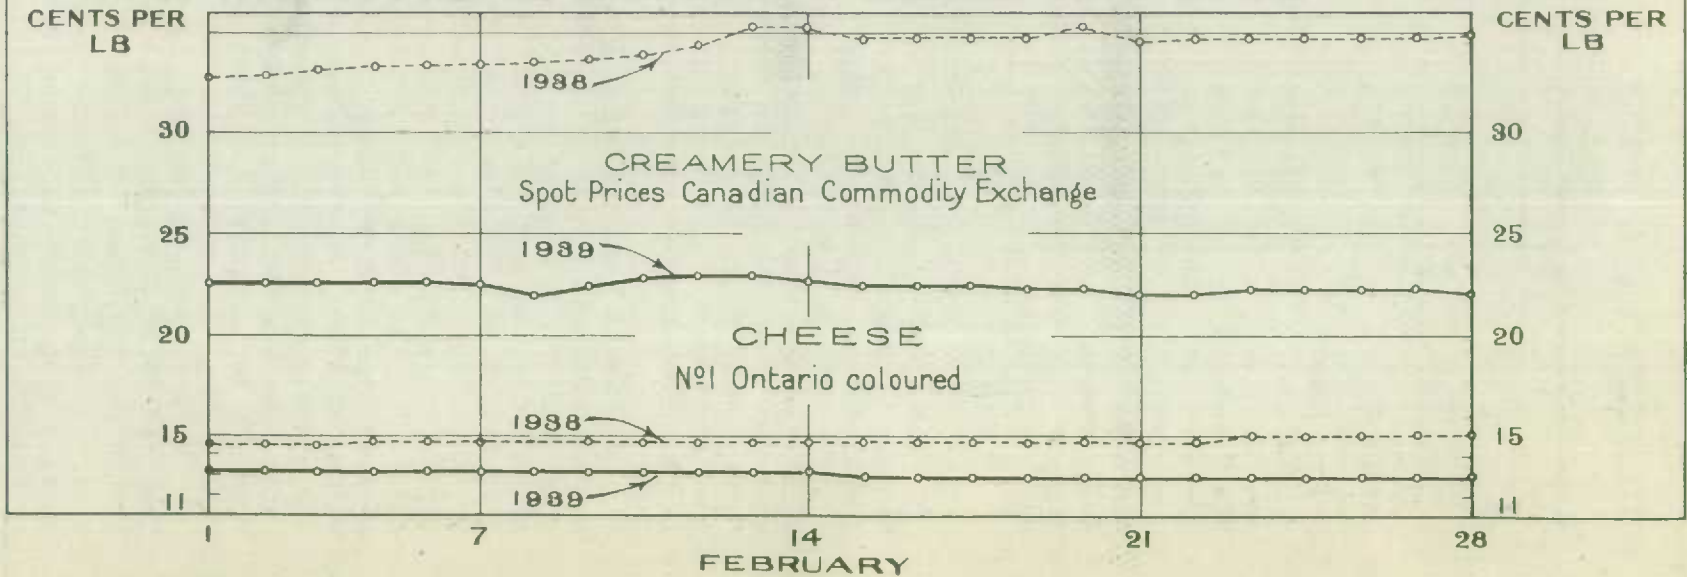 CENTS PER
LB
CENTS PER
LB
1938
30
30
CREAMERY BUTTER
Spot Prices Canadian Commodity Exchange
25
25
1939
20
20
CHEESE
Nº1 Ontario coloured
1938
15
15
1939
11
11
1
7
14
21
28
FEBRUARY